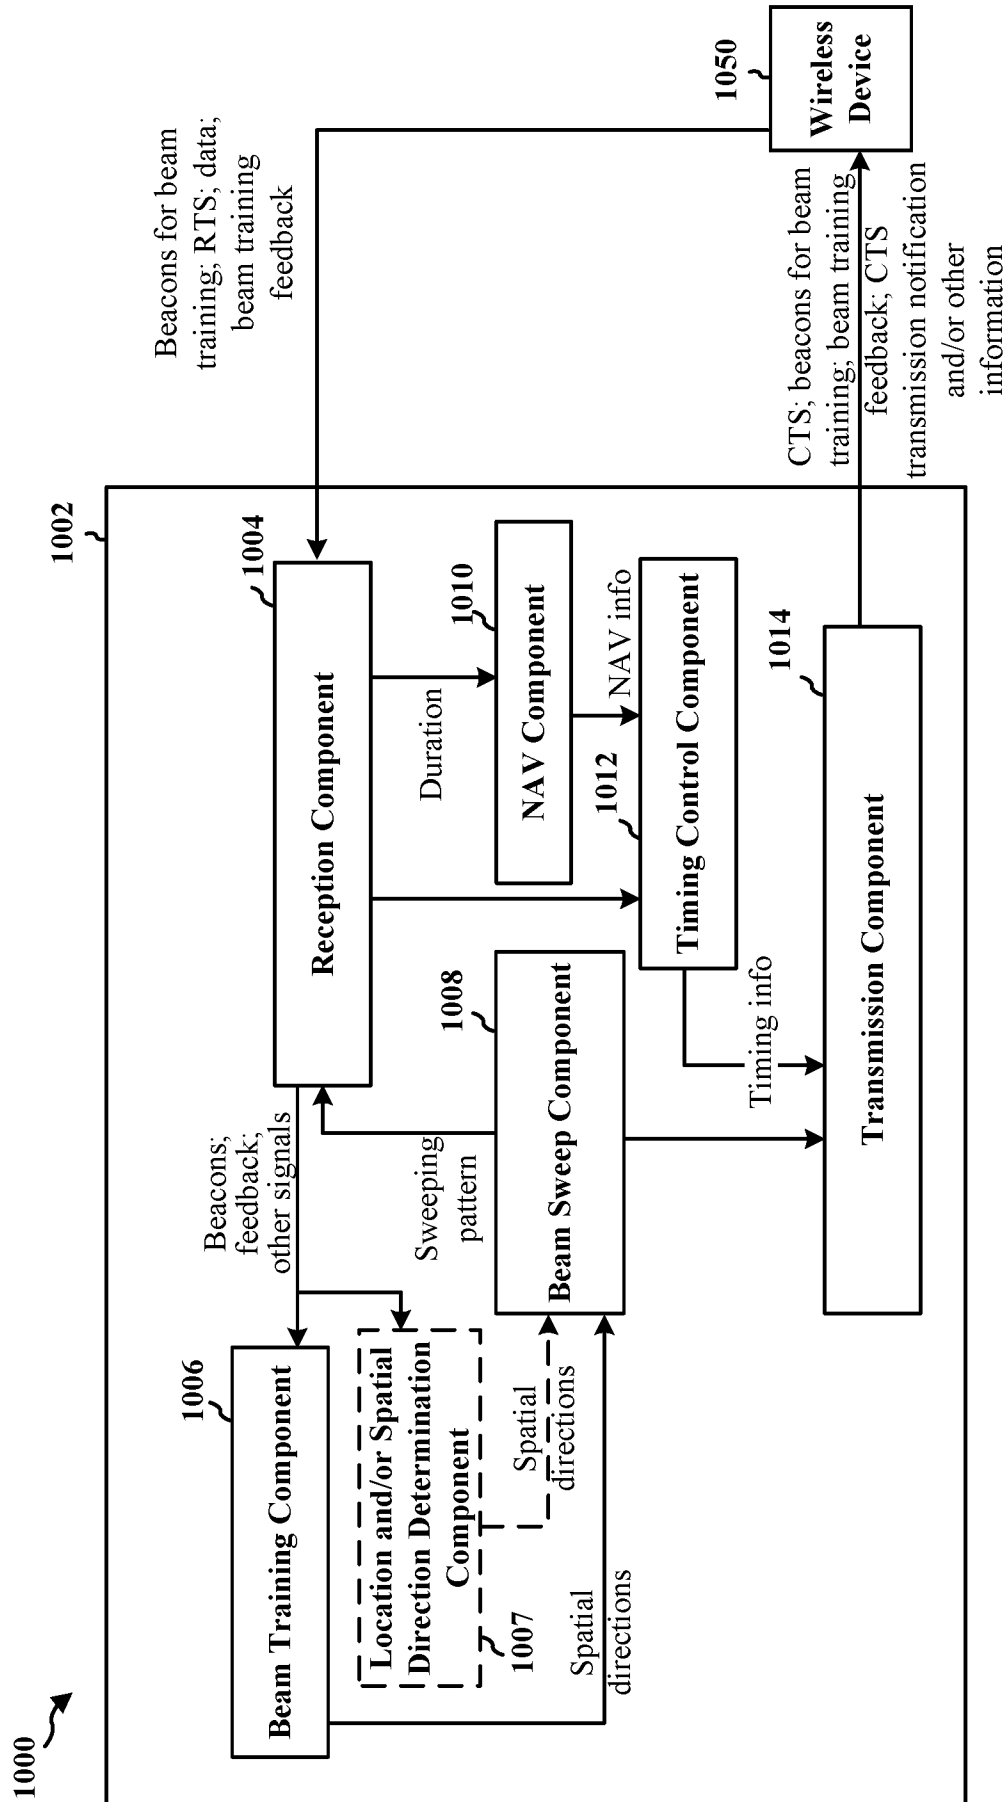 1000
1002
Beam Training Component
1006
Beacons;
feedback;
other signals
Reception Component
1004
Beacons for beam
training; RTS; data;
beam training
feedback
Location and/or Spatial
Direction Determination
Component
1007
Spatial
directions
Spatial
directions
Sweeping
pattern
Beam Sweep Component
1008
Duration
NAV Component
1010
NAV info
Timing Control Component
1012
Timing info
Transmission Component
1014
CTS; beacons for beam
training; beam training
feedback; CTS
transmission notification
and/or other
information
Wireless
Device
1050